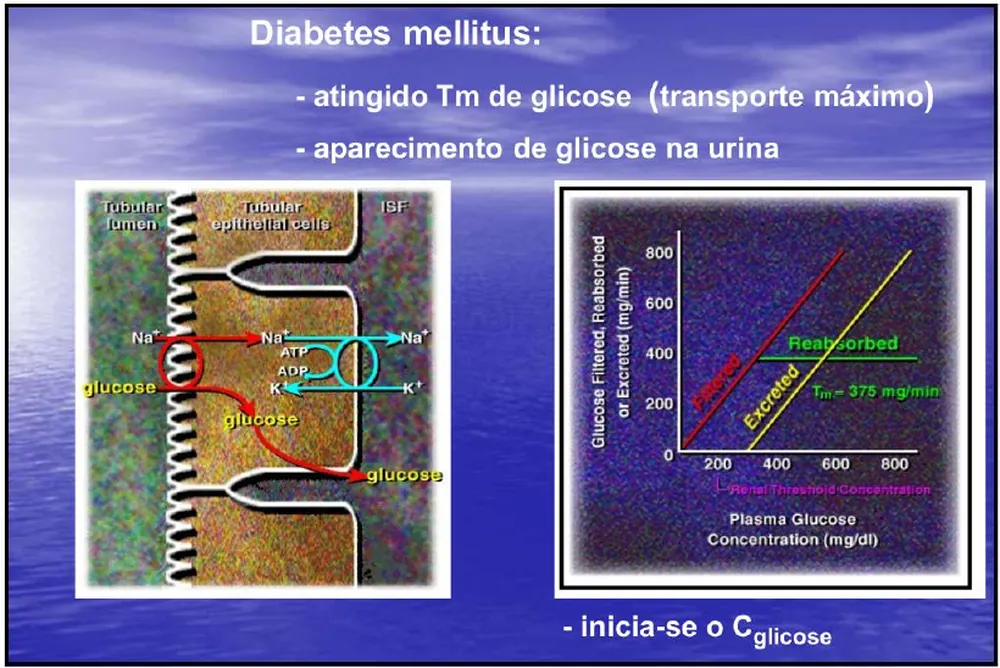 Diabetes mellitus:
- atingido Tm de glicose (transporte máximo)
- aparecimento de glicose na urina
Tubular lumen
Tubular epithelial cells
ISF
Na+
Na+
Na+
ATP
ADP
K+
K+
glucose
glucose
glucose
Glucose Filtered, Reabsorbed
or Excreted (mg/min)
800
600
400
200
0
Filtered
Excreted
Reabsorbed
Tm = 375 mg/min
200 400 600 800
Renal Threshold Concentration
Plasma Glucose
Concentration (mg/dl)
- inicia-se o Cglicose